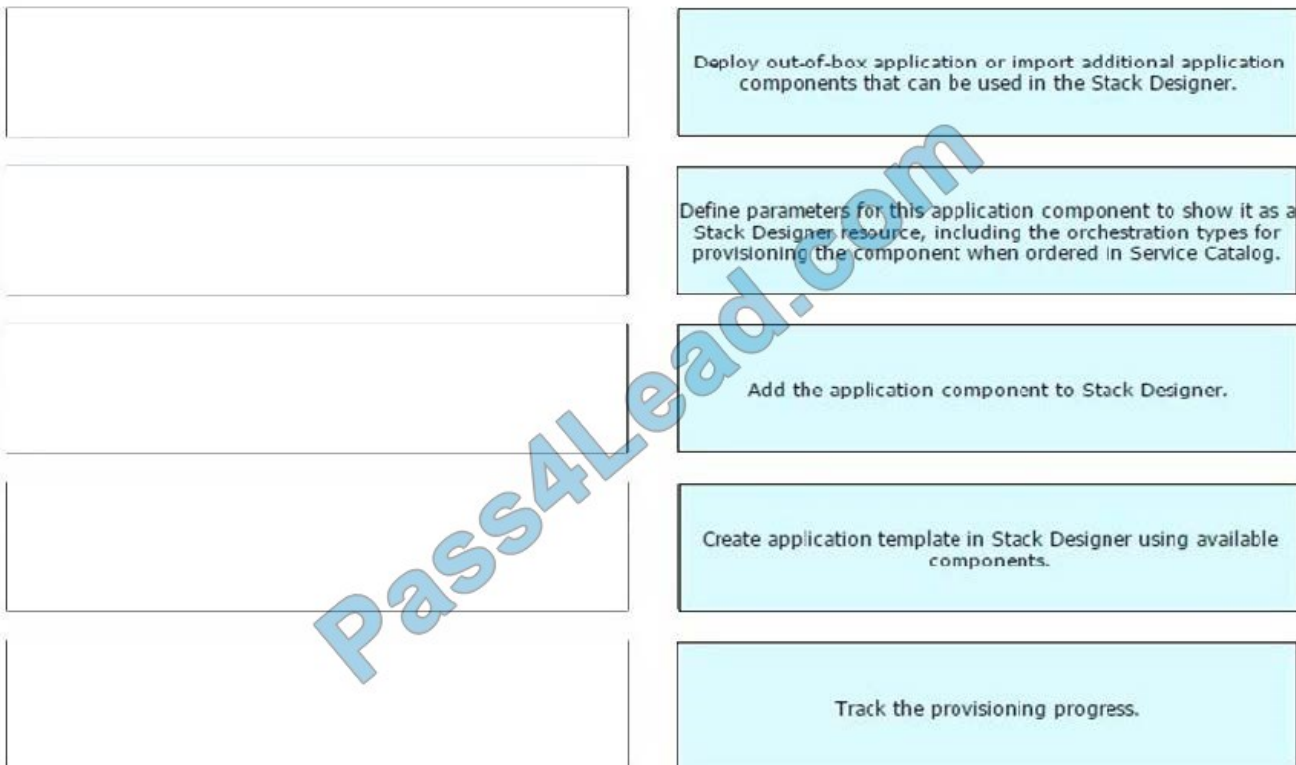 Deploy out-of-box application or import additional application
components that can be used in the Stack Designer.
Define parameters for this application component to show it as a
Stack Designer resource, including the orchestration types for
provisioning the component when ordered in Service Catalog.
Add the application component to Stack Designer.
Create application template in Stack Designer using available
components.
Track the provisioning progress.
Pass4Lead.com